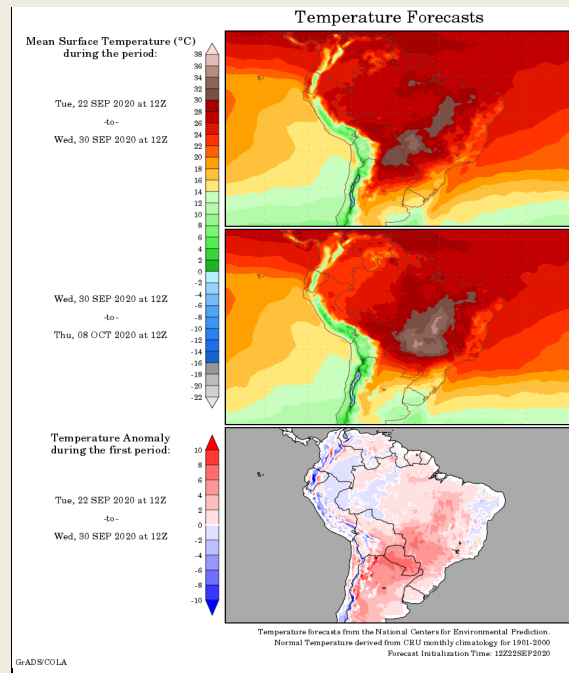 Temperature Forecasts
Mean Surface Temperature (°C)
during the period:
Tue, 22 SEP 2020 at 12Z
-to-
Wed, 30 SEP 2020 at 12Z
38
36
34
32
30
28
26
24
22
20
18
16
14
12
10
8
6
4
2
0
-2
-4
-6
-8
-10
-12
-14
-16
-18
-20
-22
Wed, 30 SEP 2020 at 12Z
-to-
Thu, 08 OCT 2020 at 12Z
Temperature Anomaly
during the first period:
Tue, 22 SEP 2020 at 12Z
-to-
Wed, 30 SEP 2020 at 12Z
10
8
6
4
2
0
-2
-4
-6
-8
-10
Temperature forecasts from the National Centers for Environmental Prediction.
Normal Temperature derived from CRU monthly climatology for 1901-2000
Forecast Initialization Time: 12Z22SEP2020
GrADS/COLA